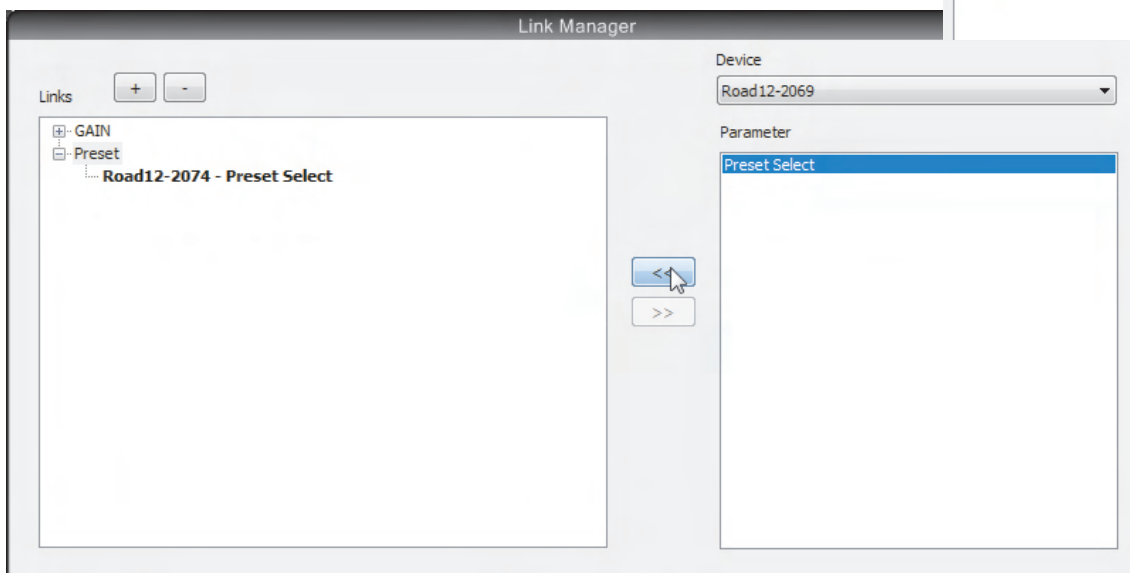 Link Manager
Links
+
-
GAIN
Preset
Road12-2074 - Preset Select
<<
>>
Device
Road12-2069
Parameter
Preset Select